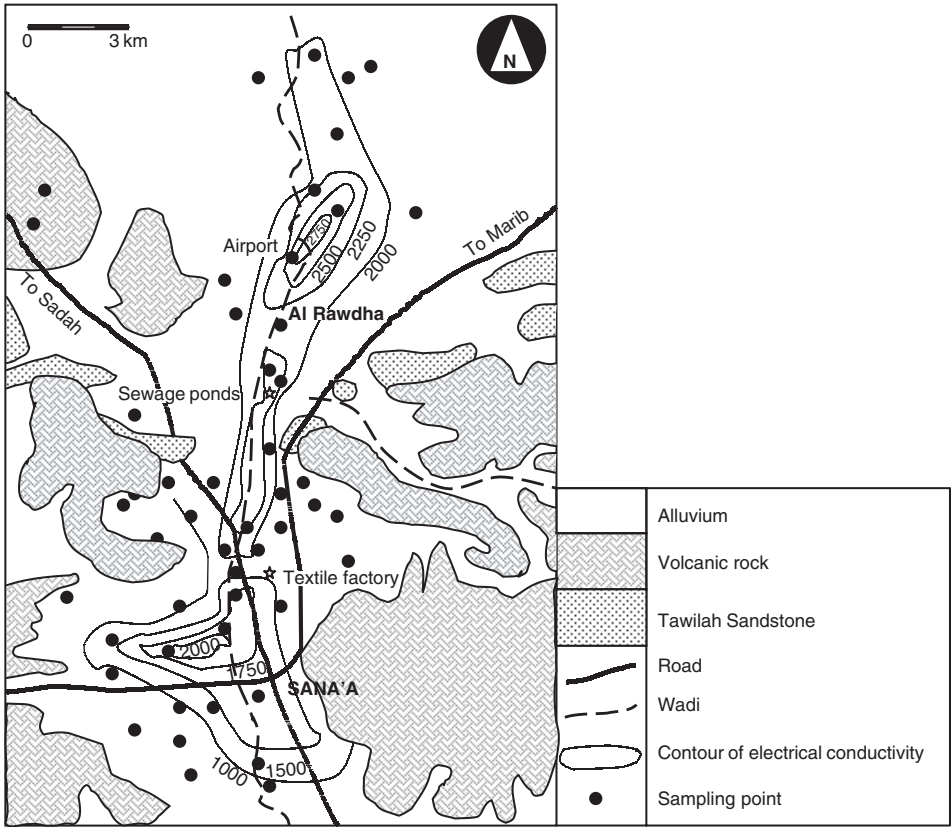 0 3 km
N
To Marib
Airport
2750
2500
2250
2000
To Sadah
Al Rawdha
Sewage ponds
Textile factory
2000
1750
SANA'A
1000
1500
Alluvium
Volcanic rock
Tawilah Sandstone
Road
Wadi
Contour of electrical conductivity
Sampling point